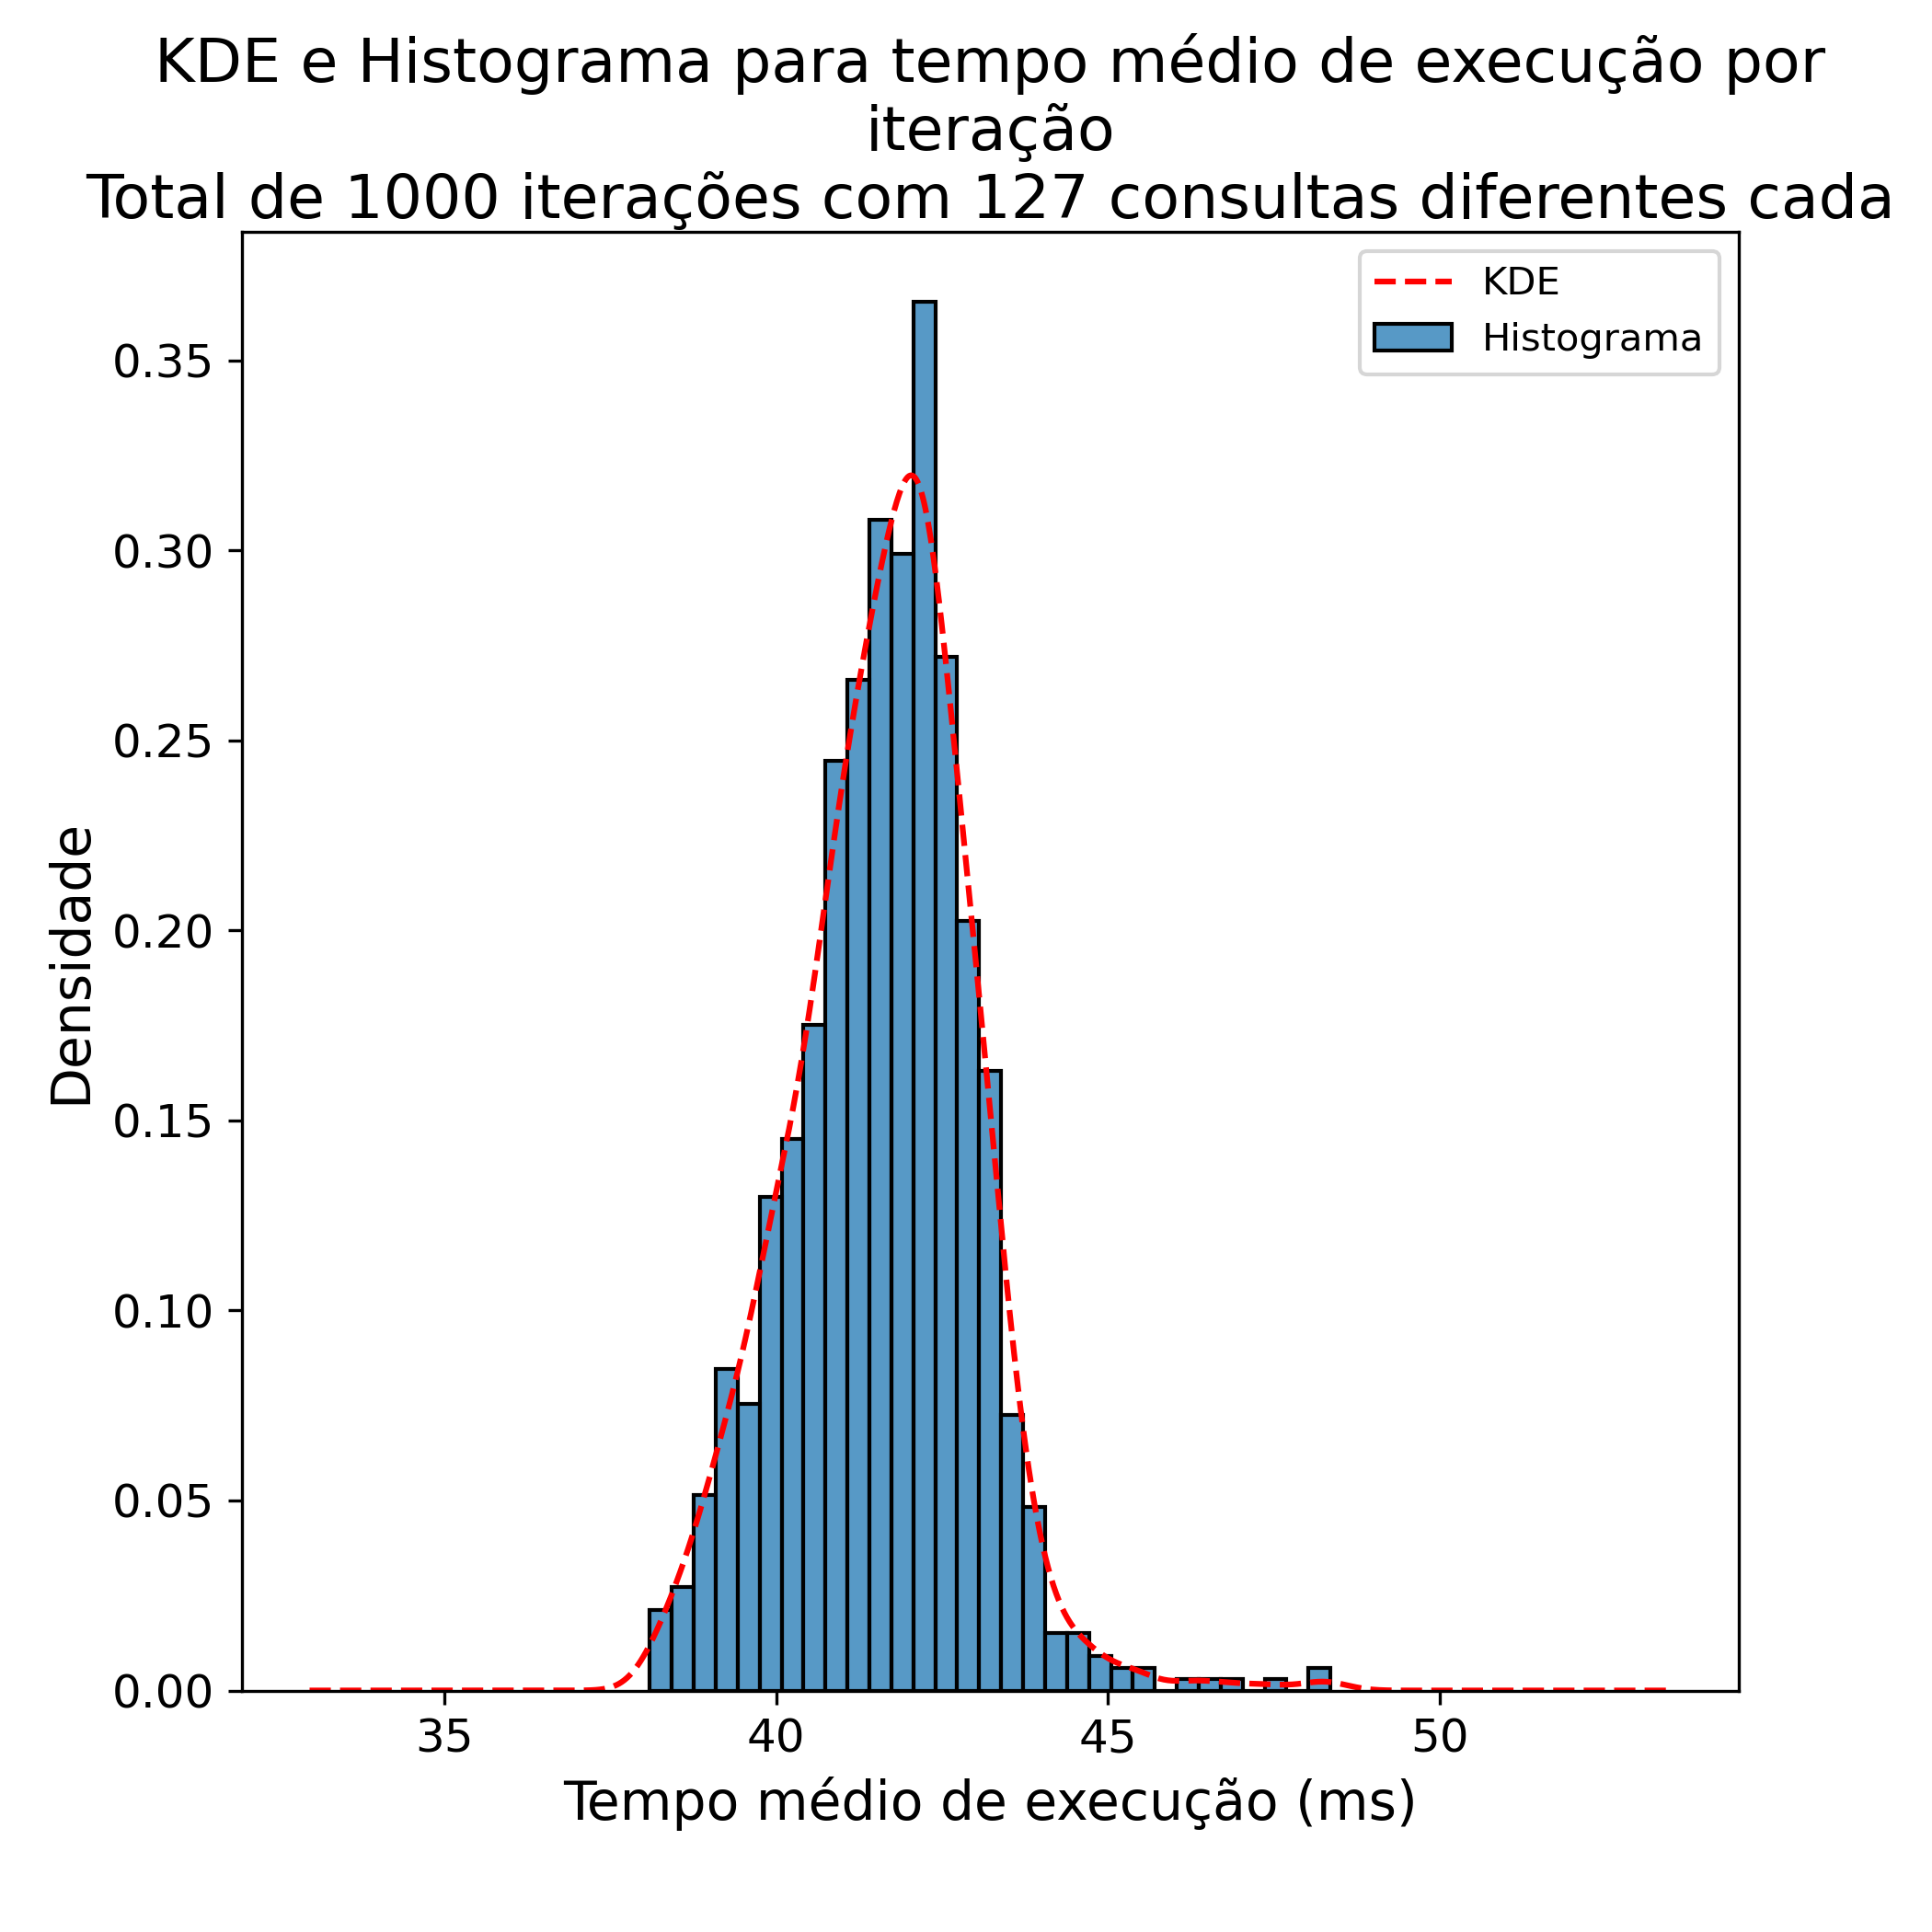 KDE e Histograma para tempo médio de execução por
iteração
Total de 1000 iterações com 127 consultas diferentes cada
KDE
Histograma
0.35
0.30
0.25
0.20
0.15
0.10
0.05
0.00
Densidade
35 40 45 50
Tempo médio de execução (ms)